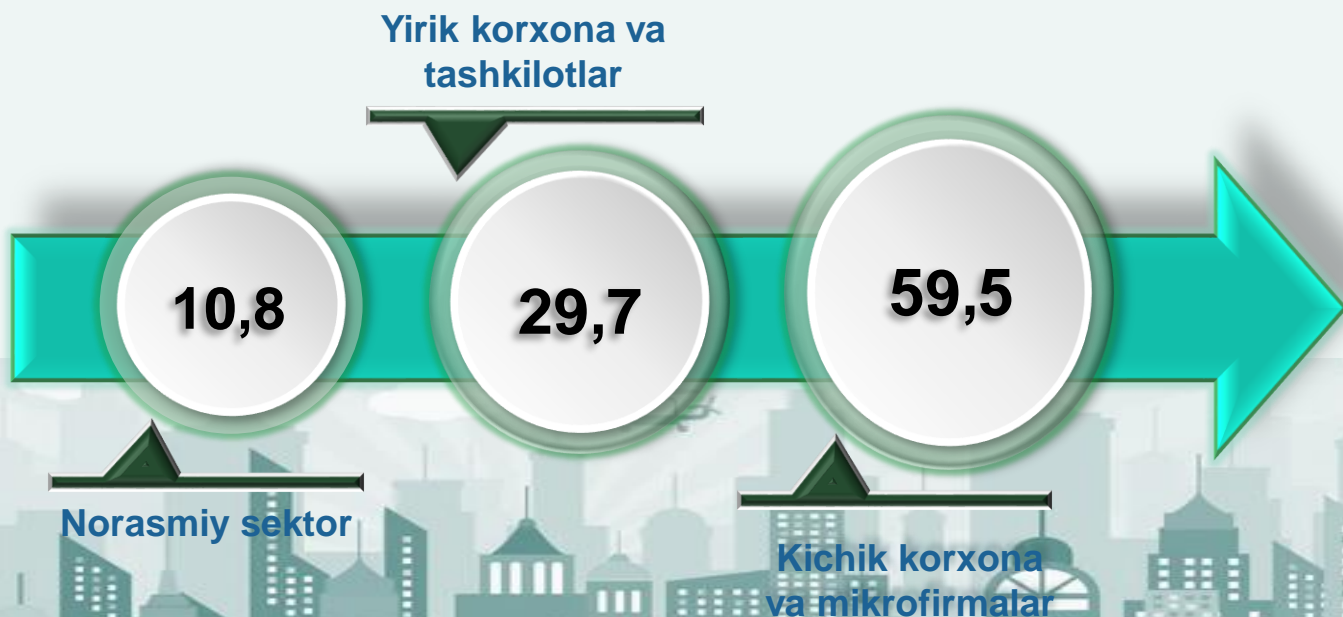 Yirik korxona va
tashkilotlar
10,8
29,7
59,5
Norasmiy sektor
Kichik korxona
va mikrofirmalar